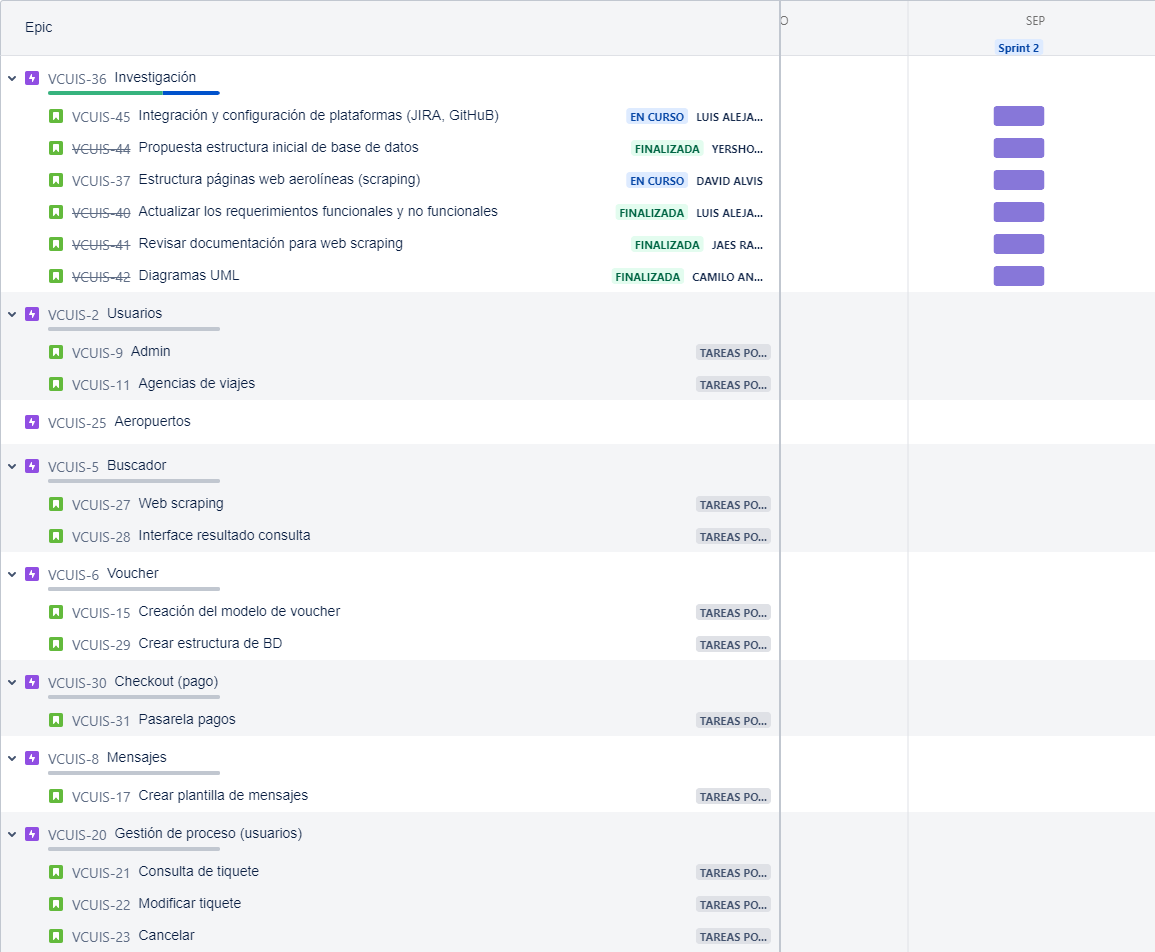 Epic
O
SEP
Sprint 2
VCUIS-36 Investigación
VCUIS-45 Integración y configuración de plataformas (JIRA, GitHuB) EN CURSO LUIS ALEJA...
VCUIS-44 Propuesta estructura inicial de base de datos FINALIZADA YERSHO...
VCUIS-37 Estructura páginas web aerolíneas (scraping) EN CURSO DAVID ALVIS
VCUIS-40 Actualizar los requerimientos funcionales y no funcionales FINALIZADA LUIS ALEJA...
VCUIS-41 Revisar documentación para web scraping FINALIZADA JAES RA...
VCUIS-42 Diagramas UML FINALIZADA CAMILO AN...
VCUIS-2 Usuarios
VCUIS-9 Admin TAREAS PO...
VCUIS-11 Agencias de viajes TAREAS PO...
VCUIS-25 Aeropuertos
VCUIS-5 Buscador
VCUIS-27 Web scraping TAREAS PO...
VCUIS-28 Interface resultado consulta TAREAS PO...
VCUIS-6 Voucher
VCUIS-15 Creación del modelo de voucher TAREAS PO...
VCUIS-29 Crear estructura de BD TAREAS PO...
VCUIS-30 Checkout (pago)
VCUIS-31 Pasarela pagos TAREAS PO...
VCUIS-8 Mensajes
VCUIS-17 Crear plantilla de mensajes TAREAS PO...
VCUIS-20 Gestión de proceso (usuarios)
VCUIS-21 Consulta de tiquete TAREAS PO...
VCUIS-22 Modificar tiquete TAREAS PO...
VCUIS-23 Cancelar TAREAS PO...